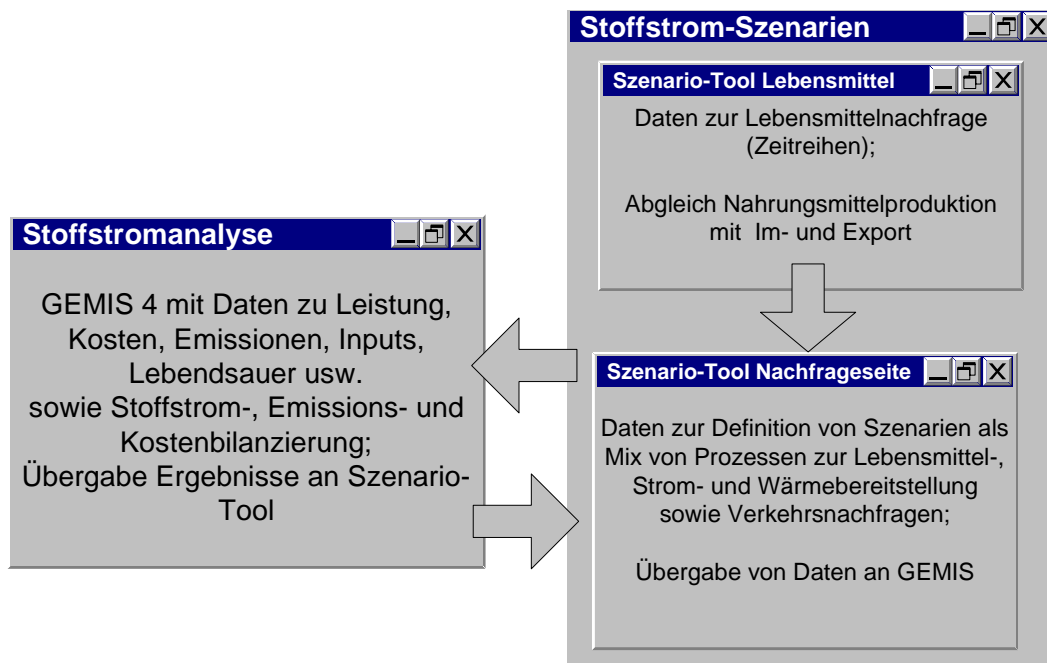 Stoffstrom-Szenarien
Szenario-Tool Lebensmittel
Daten zur Lebensmittelnachfrage
(Zeitreihen);
Abgleich Nahrungsmittelproduktion
mit Im- und Export
Stoffstromanalyse
GEMIS 4 mit Daten zu Leistung,
Kosten, Emissionen, Inputs,
Lebendsauer usw.
sowie Stoffstrom-, Emissions- und
Kostenbilanzierung;
Übergabe Ergebnisse an Szenario-
Tool
Szenario-Tool Nachfrageseite
Daten zur Definition von Szenarien als
Mix von Prozessen zur Lebensmittel-,
Strom- und Wärmebereitstellung
sowie Verkehrsnachfragen;
Übergabe von Daten an GEMIS